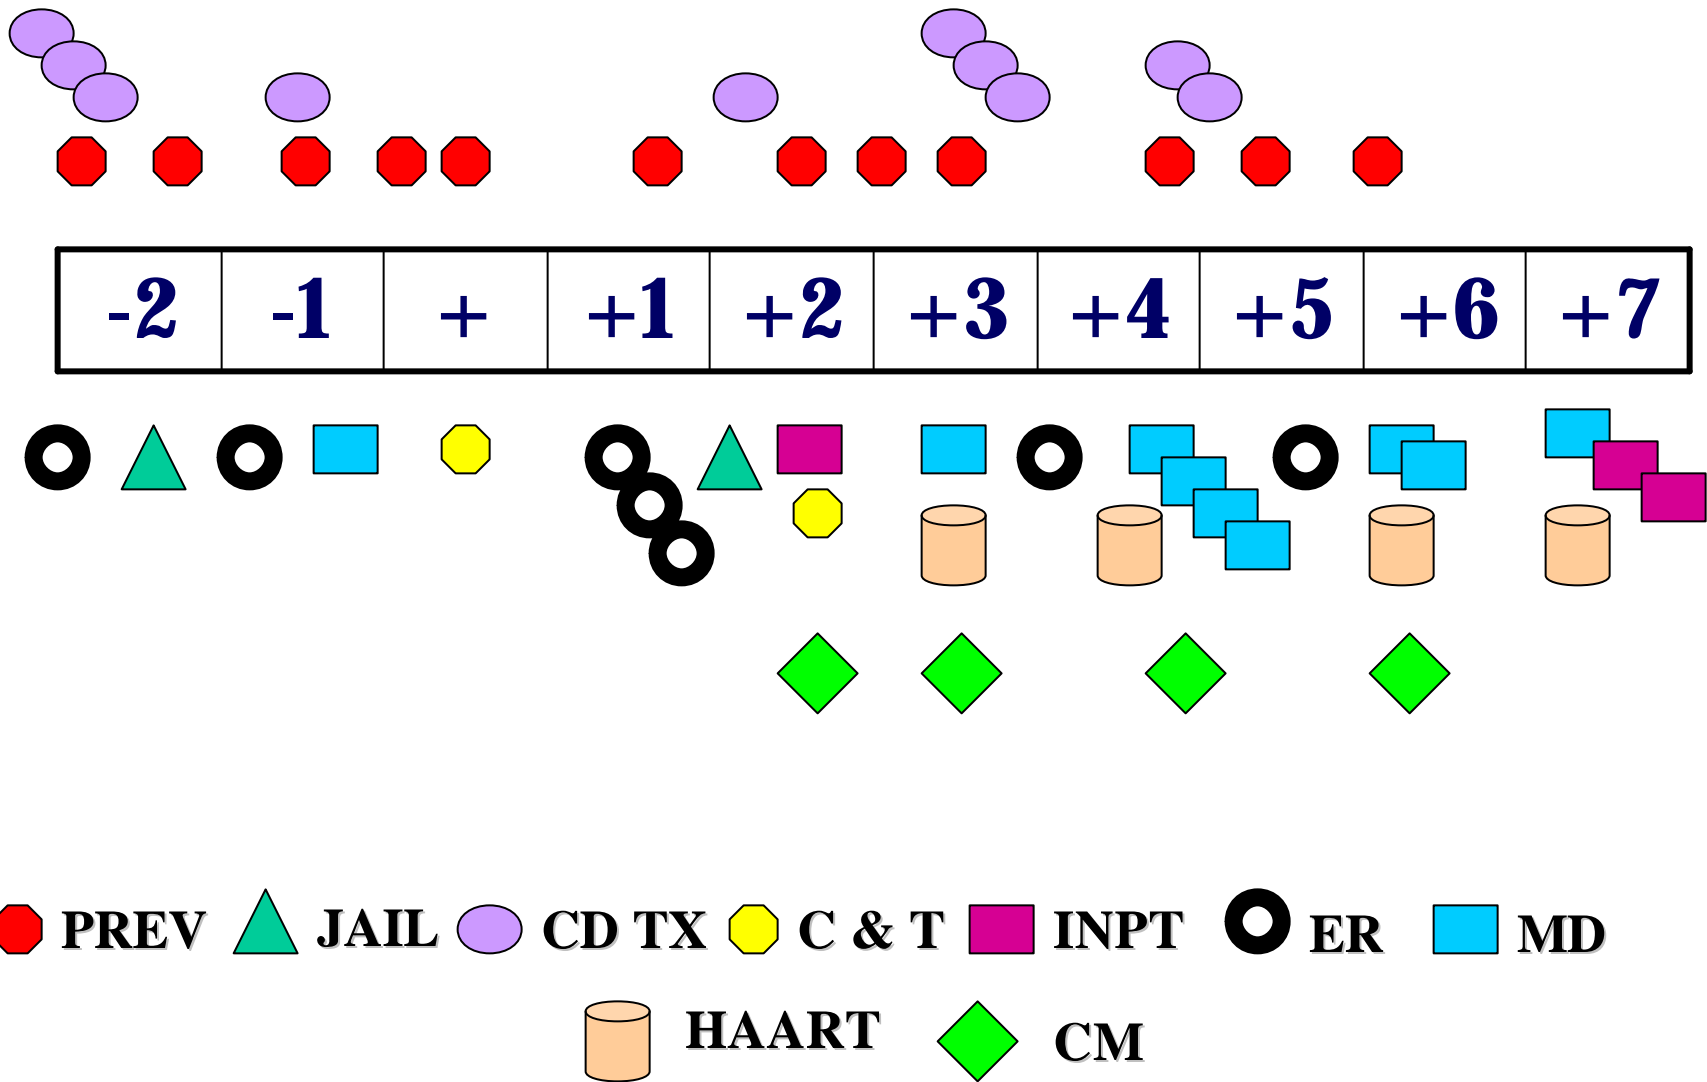 -2 -1 + +1 +2 +3 +4 +5 +6 +7
PREV JAIL CD TX C & T INPT ER MD
HAART CM